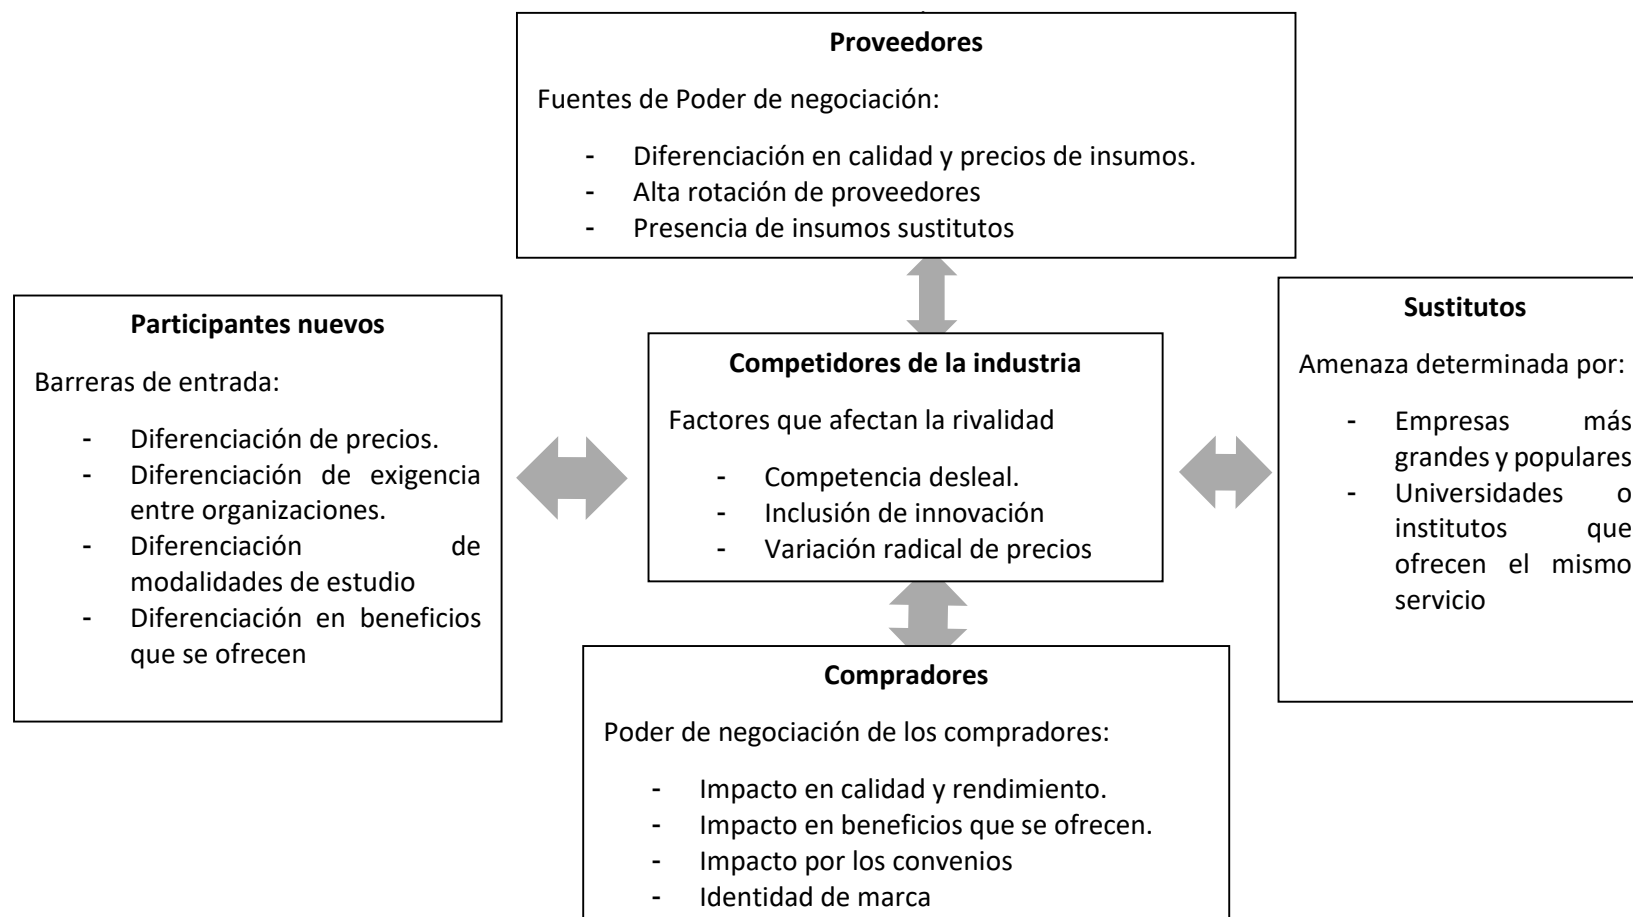 Proveedores
Fuentes de Poder de negociación:
- Diferenciación en calidad y precios de insumos.
- Alta rotación de proveedores
- Presencia de insumos sustitutos
Participantes nuevos
Barreras de entrada:
- Diferenciación de precios.
- Diferenciación de exigencia
entre organizaciones.
- Diferenciación de
modalidades de estudio
- Diferenciación en beneficios
que se ofrecen
Competidores de la industria
Factores que afectan la rivalidad
- Competencia desleal.
- Inclusión de innovación
- Variación radical de precios
Sustitutos
Amenaza determinada por:
- Empresas más
grandes y populares
- Universidades o
institutos que
ofrecen el mismo
servicio
Compradores
Poder de negociación de los compradores:
- Impacto en calidad y rendimiento.
- Impacto en beneficios que se ofrecen.
- Impacto por los convenios
- Identidad de marca